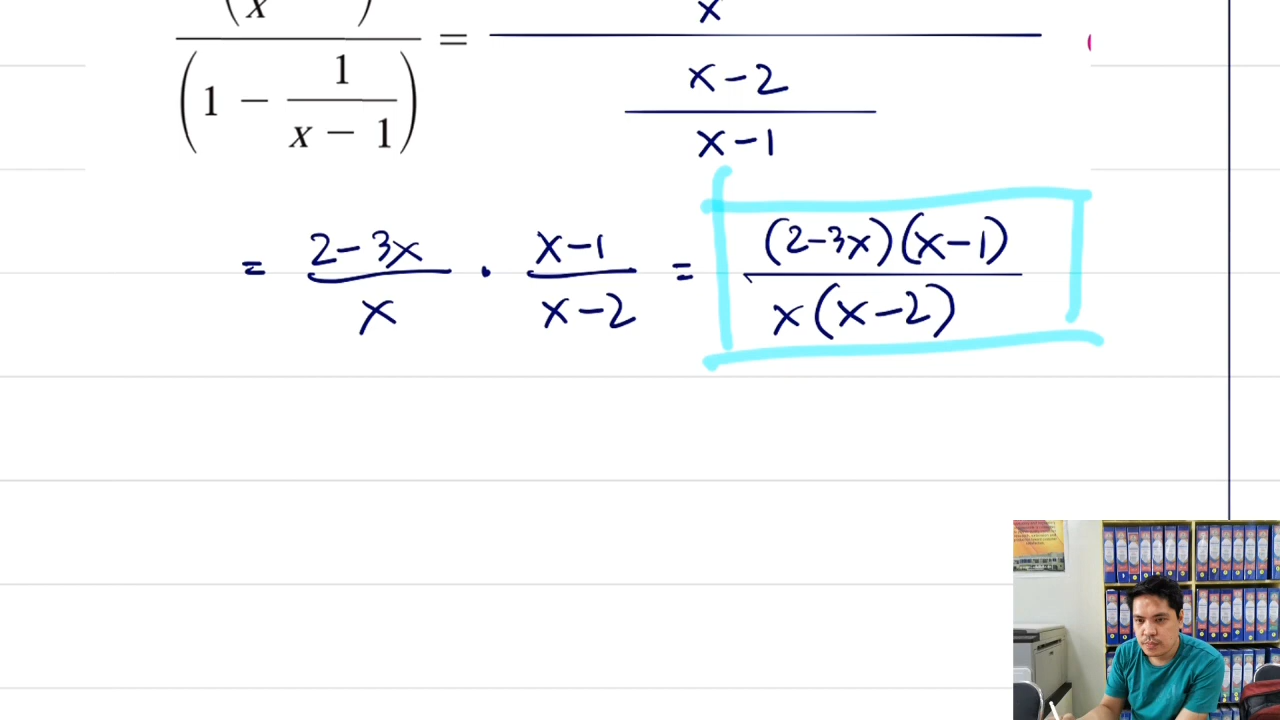 x
(1 − 1/(x − 1)) =
x
x−2
x−1
= (2−3x)/x · (x−1)/(x−2) = (2−3x)(x−1)/x(x−2)